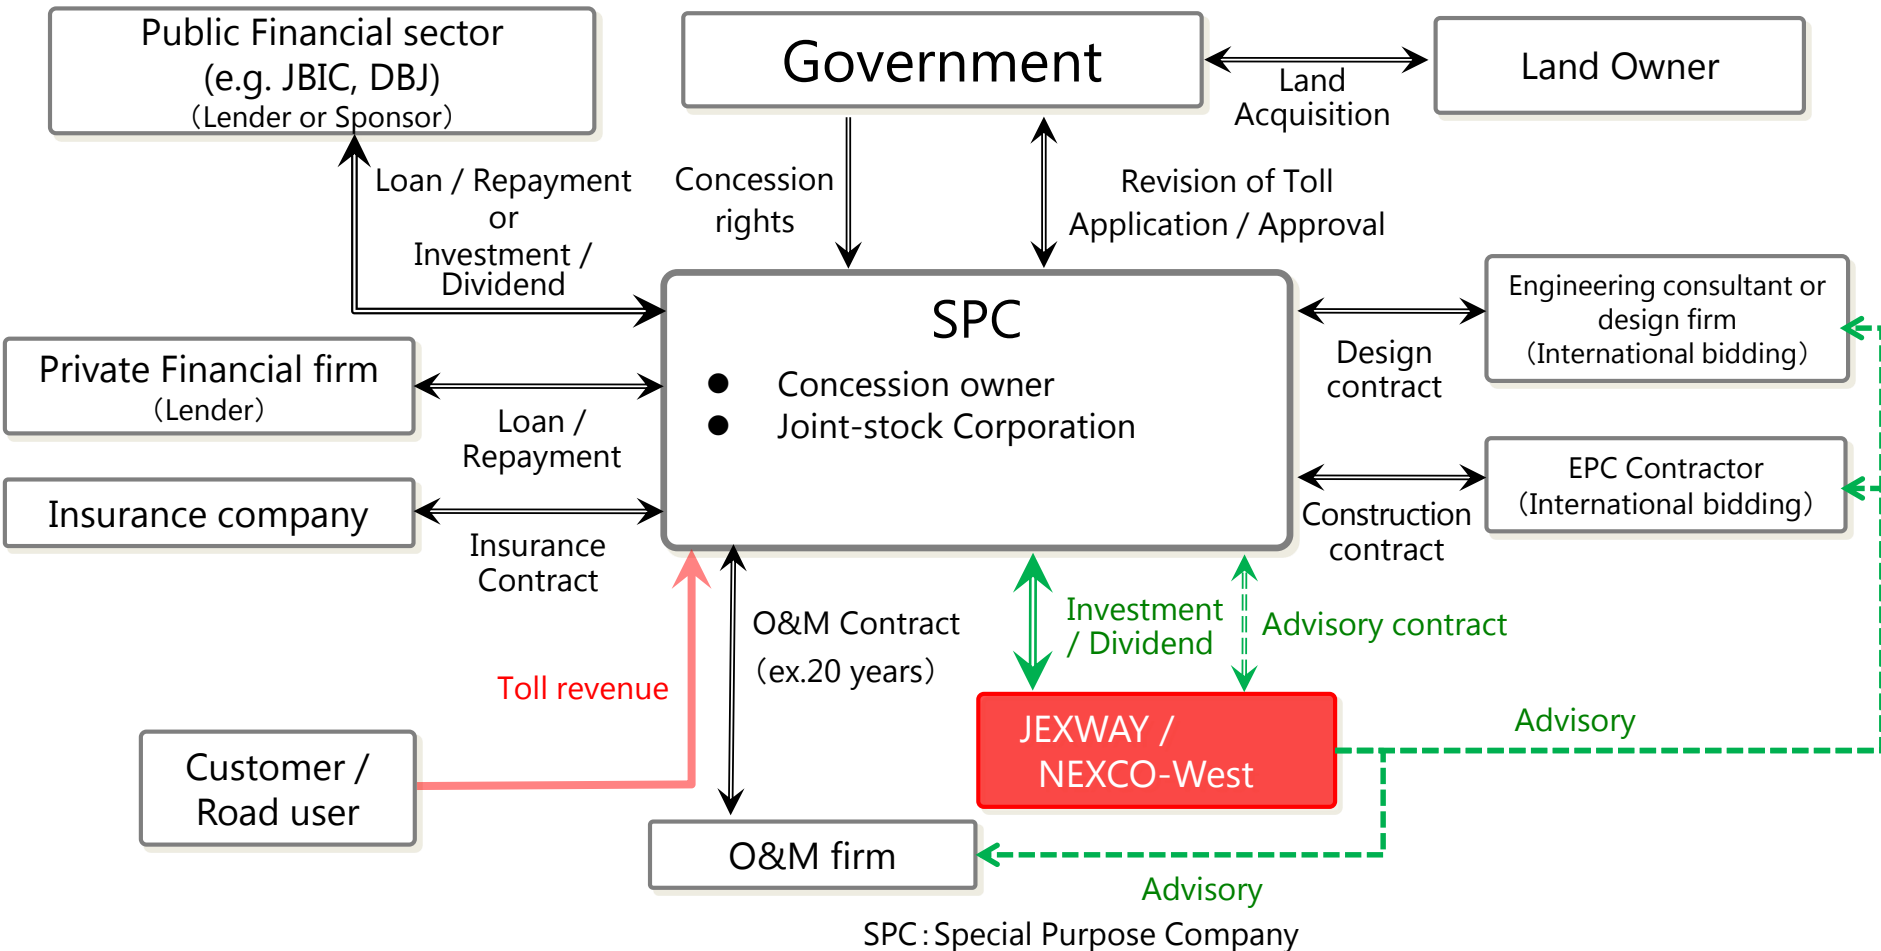 Public Financial sector
(e.g. JBIC, DBJ)
（Lender or Sponsor）
Government
Land Owner
Land
Acquisition
Loan / Repayment
or
Investment /
Dividend
Concession
rights
Revision of Toll
Application / Approval
SPC
● Concession owner
● Joint-stock Corporation
Engineering consultant or
design firm
（International bidding）
Design
contract
Private Financial firm
（Lender）
Loan /
Repayment
EPC Contractor
（International bidding）
Construction
contract
Insurance company
Insurance
Contract
O&M Contract
（ex.20 years）
Investment
/ Dividend
Advisory contract
Toll revenue
JEXWAY /
NEXCO-West
Advisory
Customer /
Road user
O&M firm
Advisory
SPC：Special Purpose Company